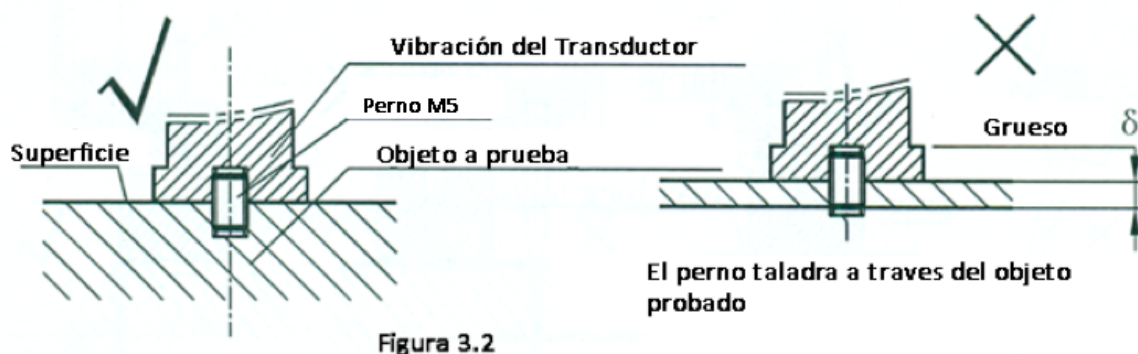 Vibración del Transductor
Perno M5
Superficie
Objeto a prueba
Grueso
δ
El perno taladra a traves del objeto
probado
Figura 3.2